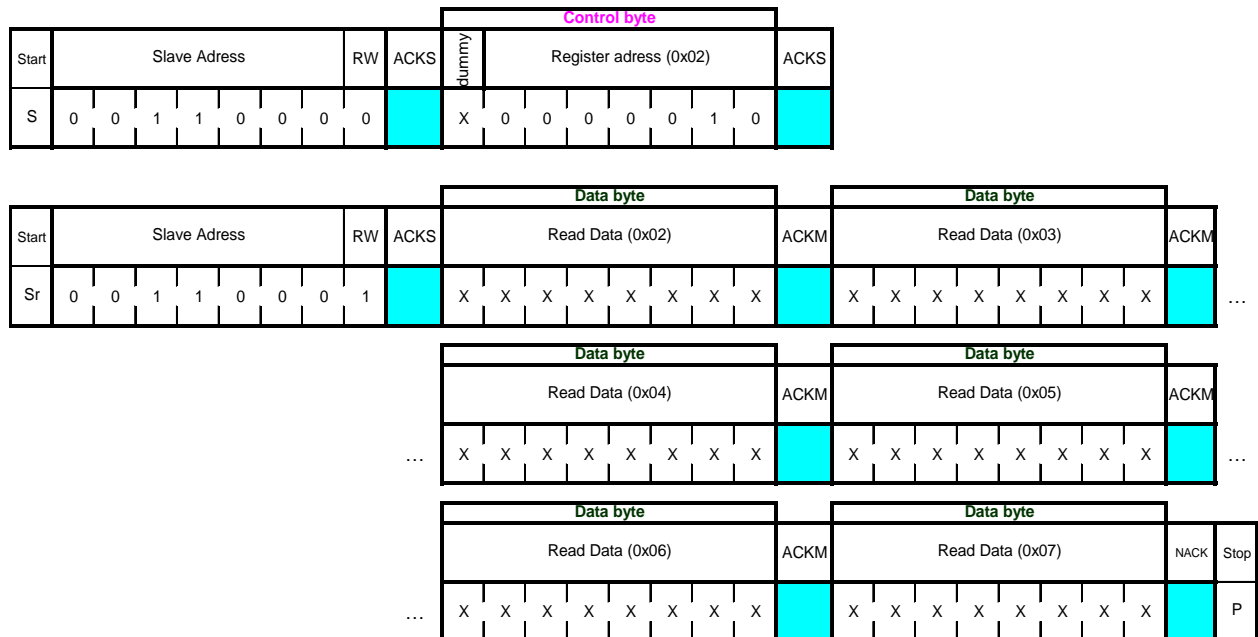 Control byte
Start Slave Adress RW ACKS dummy Register adress (0x02) ACKS
S 0 0 1 1 0 0 0 0 X 0 0 0 0 0 1 0
Data byte Data byte
Start Slave Adress RW ACKS Read Data (0x02) ACKM Read Data (0x03) ACKM
Sr 0 0 1 1 0 0 0 1 X X X X X X X X X X X X X X X X …
Data byte Data byte
Read Data (0x04) ACKM Read Data (0x05) ACKM
… X X X X X X X X X X X X X X X X …
Data byte Data byte
Read Data (0x06) ACKM Read Data (0x07) NACK Stop
… X X X X X X X X X X X X X X X X P